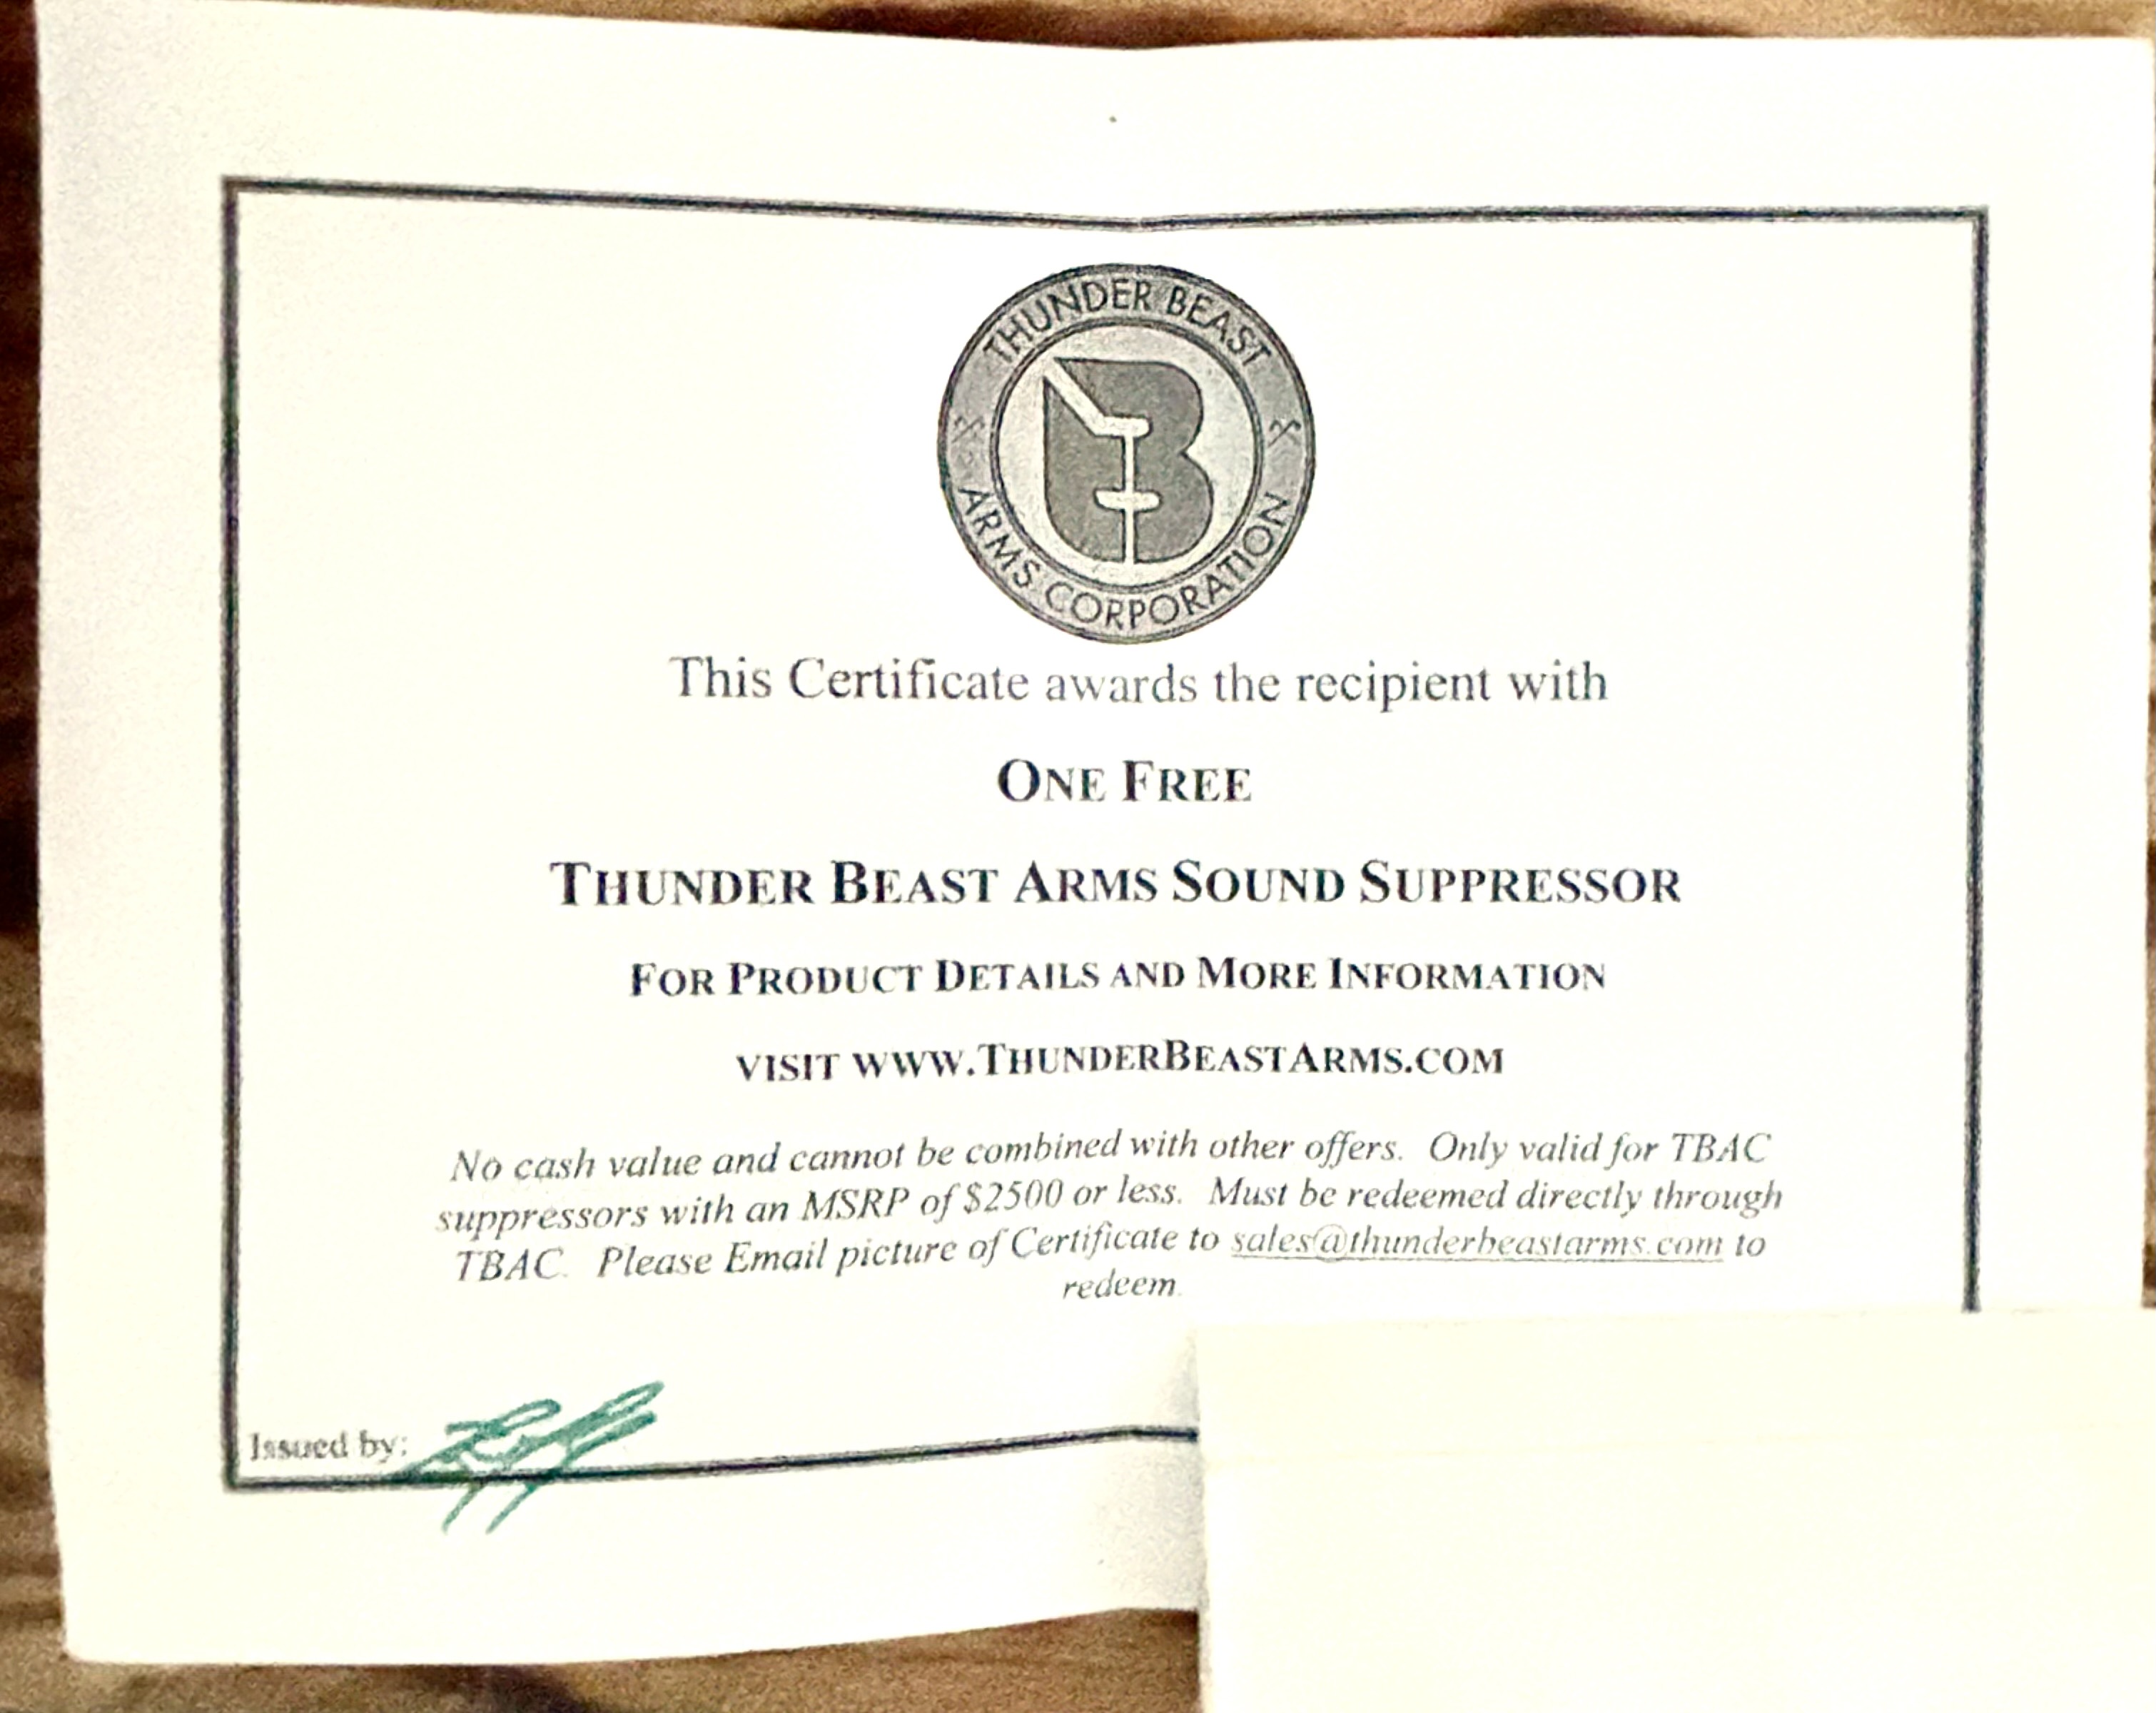 THUNDER BEAST
ARMS CORPORATION
This Certificate awards the recipient with
ONE FREE
THUNDER BEAST ARMS SOUND SUPPRESSOR
FOR PRODUCT DETAILS AND MORE INFORMATION
VISIT WWW.THUNDERBEASTARMS.COM
No cash value and cannot be combined with other offers. Only valid for TBAC
suppressors with an MSRP of $2500 or less. Must be redeemed directly through
TBAC. Please Email picture of Certificate to sales@thunderbeastarms.com to
redeem.
Issued by: